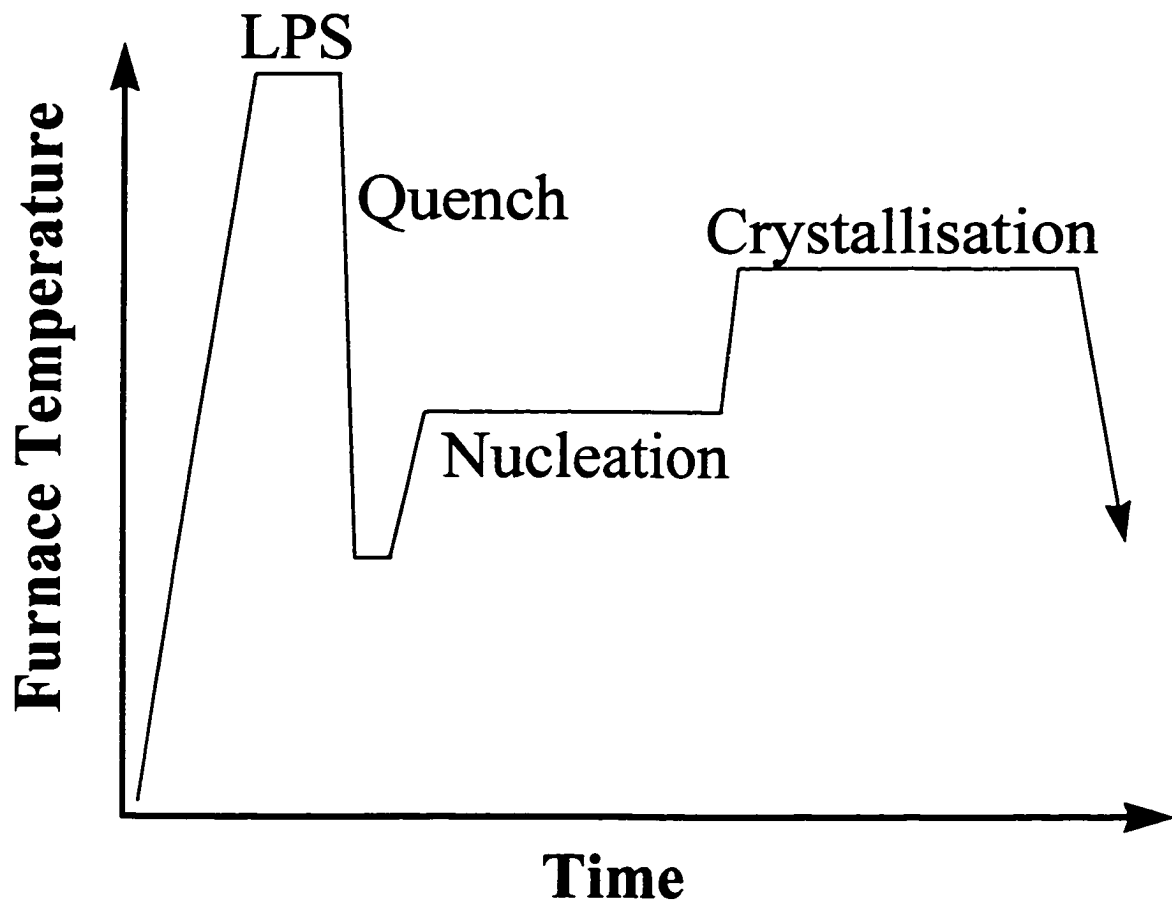 LPS
Quench
Crystallisation
Nucleation
Furnace Temperature
Time